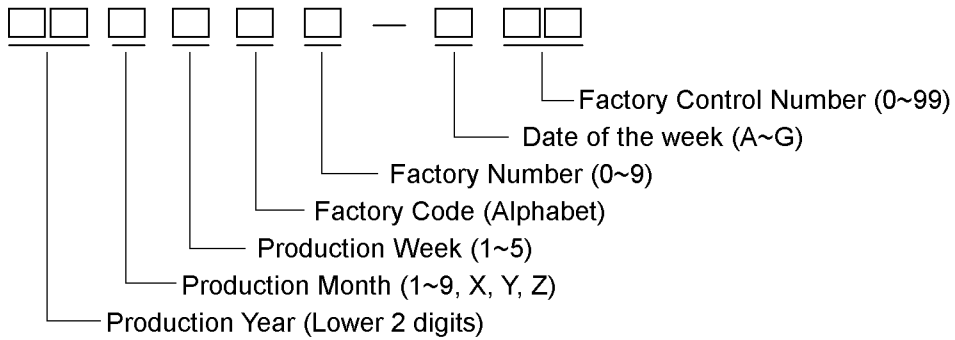 Factory Control Number (0~99)
Date of the week (A~G)
Factory Number (0~9)
Factory Code (Alphabet)
Production Week (1~5)
Production Month (1~9, X, Y, Z)
Production Year (Lower 2 digits)